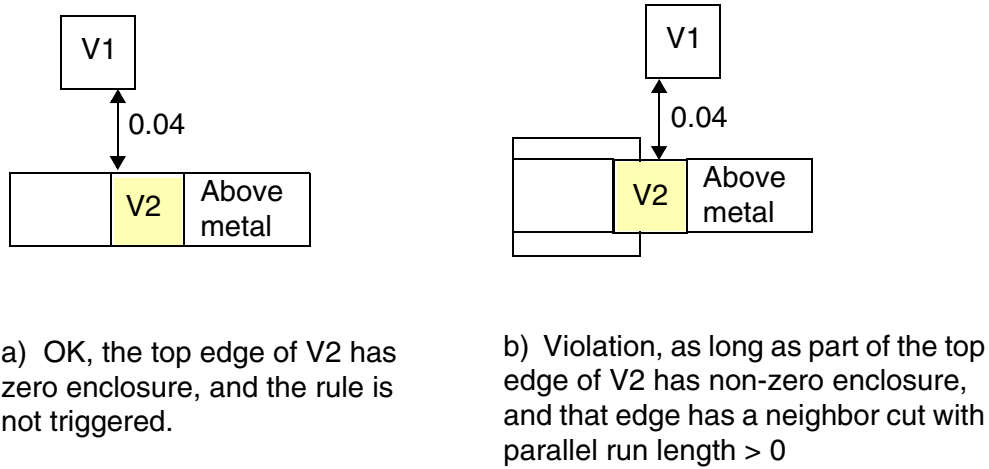 V1
0.04
V2
Above
metal
a) OK, the top edge of V2 has
zero enclosure, and the rule is
not triggered.
V1
0.04
V2
Above
metal
b) Violation, as long as part of the top
edge of V2 has non-zero enclosure,
and that edge has a neighbor cut with
parallel run length > 0